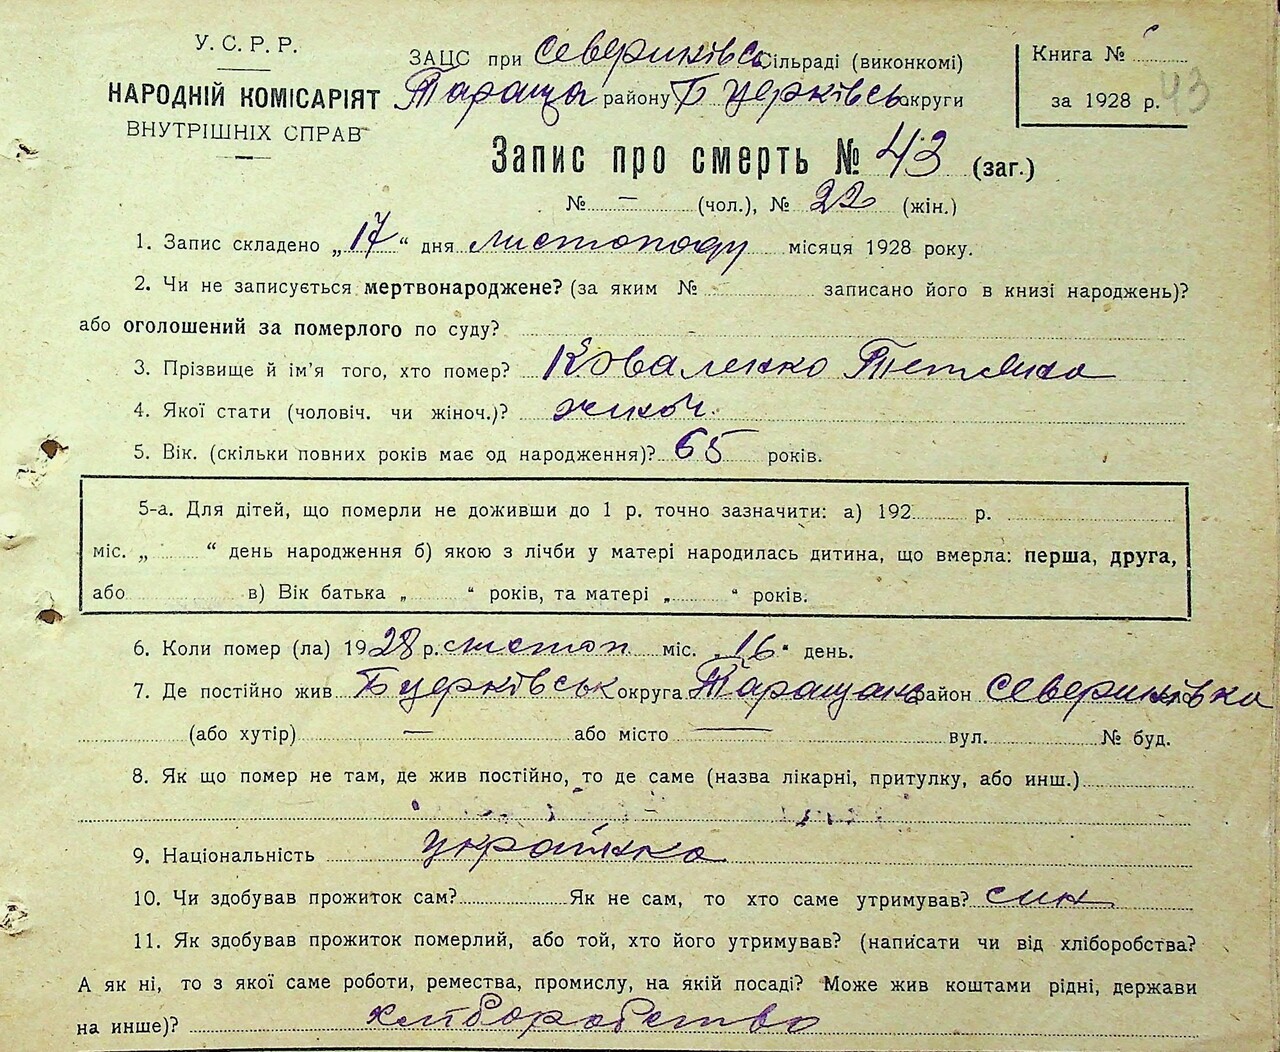 У. С. Р. Р.
НАРОДНІЙ КОМІСАРІЯТ
ВНУТРІШНІХ СПРАВ
ЗАЦС при Севериківсь Сільраді (виконкомі)
Тараща району Б Церківсь округи
Книга №
за 1928 р. 43
Запис про смерть № 43 (заг.)
№ — (чол.), № 22 (жін.)
1. Запис складено „17“ дня листопаду місяця 1928 року.
2. Чи не записується мертвонароджене? (за яким № записано його в книзі народжень)?
або оголошений за померлого по суду?
3. Прізвище й ім'я того, хто помер? Коваленко Тетяна
4. Якої стати (чоловіч. чи жіноч.)? жіноч.
5. Вік. (скільки повних років має од народження)? 65 років.
5-а. Для дітей, що померли не доживши до 1 р. точно зазначити: а) 192 р.
міс. „ “ день народження б) якою з лічби у матері народилась дитина, що вмерла: перша, друга,
або в) Вік батька „ “ років, та матері „ “ років.
6. Коли помер (ла) 1928 р. листоп міс. „16“ день.
7. Де постійно жив Б Церківськ округа Таращань район Севериківка
(або хутір) — або місто — вул. № буд.
8. Як що помер не там, де жив постійно, то де саме (назва лікарні, притулку, або инш.)
9. Національність українка
10. Чи здобував прожиток сам? Як не сам, то хто саме утримував? син
11. Як здобував прожиток померлий, або той, хто його утримував? (написати чи від хліборобства?
А як ні, то з якої саме роботи, ремества, промислу, на якій посаді? Може жив коштами рідні, держави
на инше)? хліборобство